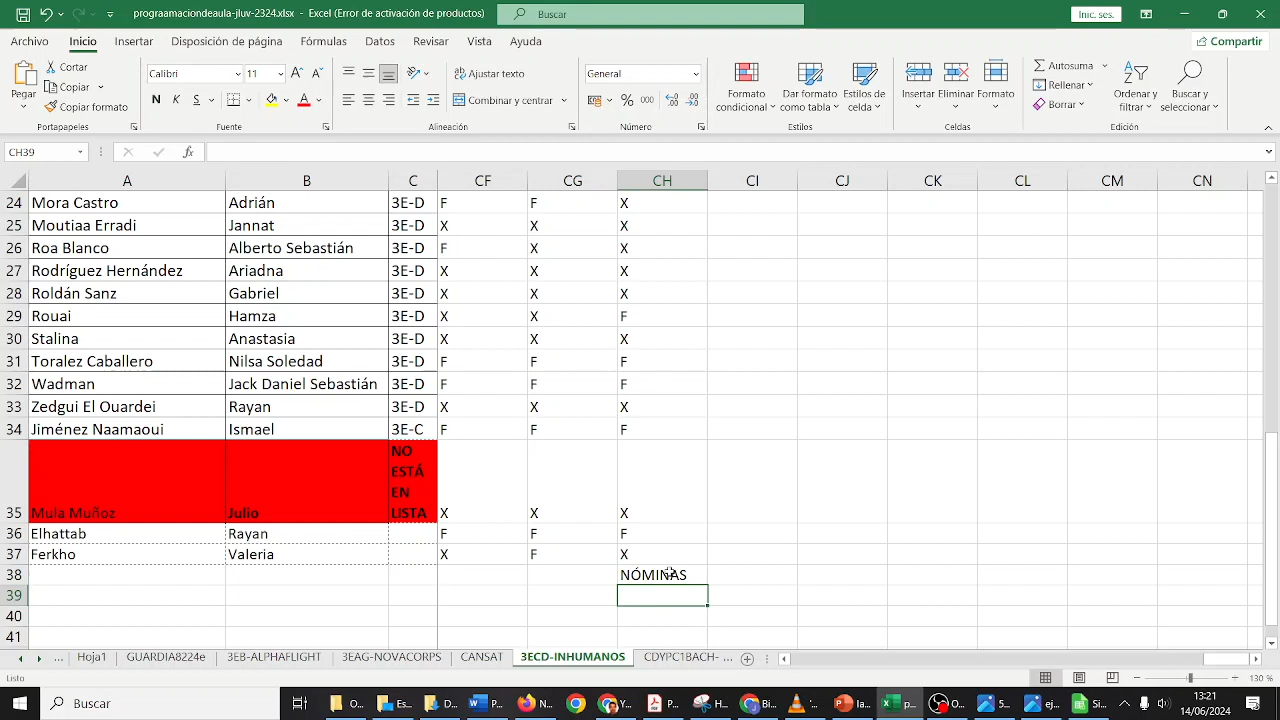 programaciondeaula-jluv-2324.xlsx - Excel (Error de activación de productos)
Buscar
Inic. ses.
Archivo Inicio Insertar Disposición de página Fórmulas Datos Revisar Vista Ayuda
Compartir
Pegar
Cortar
Copiar
Copiar formato
Portapapeles
Calibri 11
N K S
Fuente
Ajustar texto
Combinar y centrar
Alineación
General
% 000
Número
Formato condicional
Dar formato como tabla
Estilos de celda
Estilos
Insertar Eliminar Formato
Celdas
Autosuma
Rellenar
Borrar
Ordenar y filtrar
Buscar y seleccionar
Edición
CH39
fx
A B C CF CG CH CI CJ CK CL CM CN
24 Mora Castro Adrián 3E-D F F X
25 Moutiaa Erradi Jannat 3E-D X X X
26 Roa Blanco Alberto Sebastián 3E-D F X X
27 Rodríguez Hernández Ariadna 3E-D X X X
28 Roldán Sanz Gabriel 3E-D X X X
29 Rouai Hamza 3E-D X X F
30 Stalina Anastasia 3E-D X X X
31 Toralez Caballero Nilsa Soledad 3E-D F F F
32 Wadman Jack Daniel Sebastián 3E-D F F F
33 Zedgui El Ouardei Rayan 3E-D X X X
34 Jiménez Naamaoui Ismael 3E-C F F F
NO
ESTÁ
EN
35 Mula Muñoz Julio LISTA X X X
36 Elhattab Rayan F F F
37 Ferkho Valeria X F X
38 NÓMINAS
39
40
41
... Hoja1 GUARDIA8224e 3EB-ALPHAFLIGHT 3EAG-NOVACORPS CANSAT 3ECD-INHUMANOS CDYPC1BACH- ...
Listo
130 %
Buscar
O... Es... D... P... N... P... H... C... Ia... p... O... S... ej... S...
13:21
14/06/2024